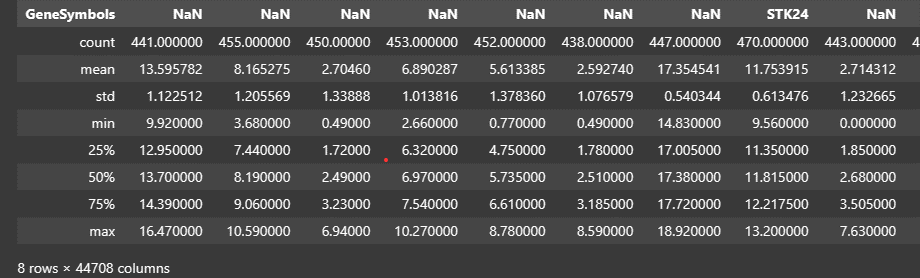 GeneSymbols NaN NaN NaN NaN NaN NaN NaN STK24 NaN
count 441.000000 455.000000 450.00000 453.000000 452.000000 438.000000 447.000000 470.000000 443.000000 4
mean 13.595782 8.165275 2.70460 6.890287 5.613385 2.592740 17.354541 11.753915 2.714312
std 1.122512 1.205569 1.33888 1.013816 1.378360 1.076579 0.540344 0.613476 1.232665
min 9.920000 3.680000 0.49000 2.660000 0.770000 0.490000 14.830000 9.560000 0.000000
25% 12.950000 7.440000 1.72000 6.320000 4.750000 1.780000 17.005000 11.350000 1.850000
50% 13.700000 8.190000 2.49000 6.970000 5.735000 2.510000 17.380000 11.815000 2.680000
75% 14.390000 9.060000 3.23000 7.540000 6.610000 3.185000 17.720000 12.217500 3.505000
max 16.470000 10.590000 6.94000 10.270000 8.780000 8.590000 18.920000 13.200000 7.630000
8 rows × 44708 columns